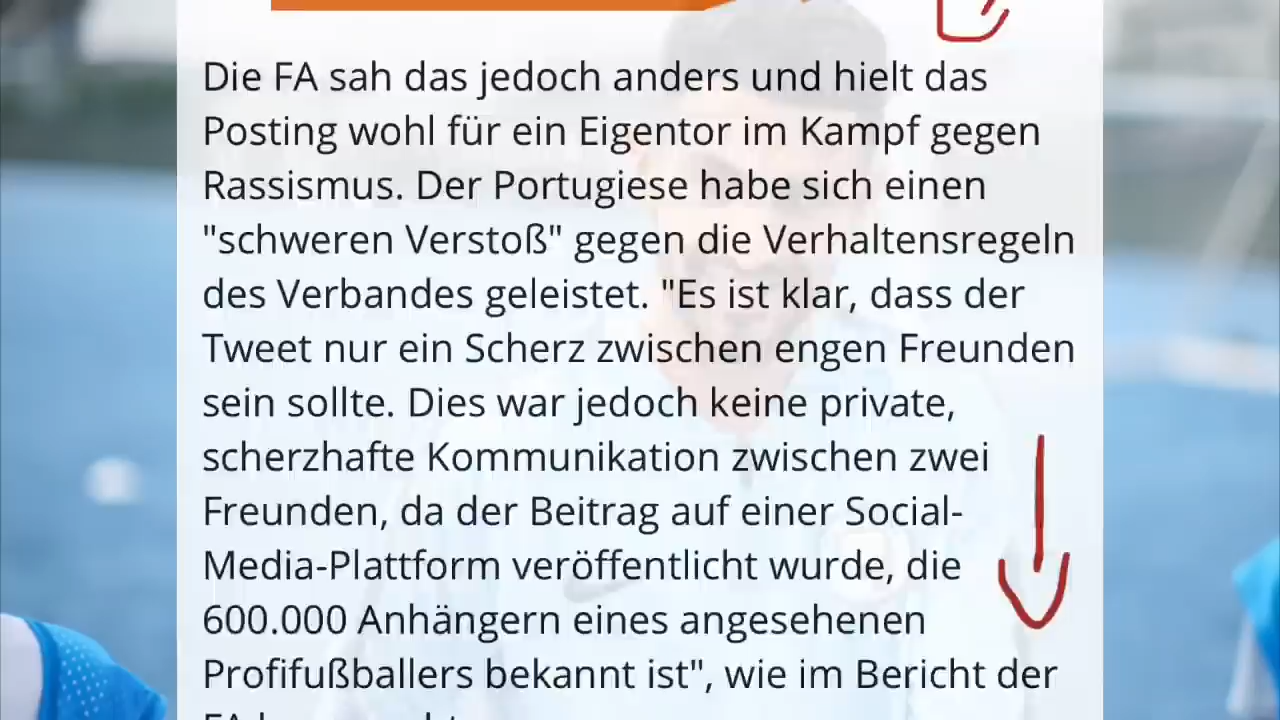 Die FA sah das jedoch anders und hielt das
Posting wohl für ein Eigentor im Kampf gegen
Rassismus. Der Portugiese habe sich einen
"schweren Verstoß" gegen die Verhaltensregeln
des Verbandes geleistet. "Es ist klar, dass der
Tweet nur ein Scherz zwischen engen Freunden
sein sollte. Dies war jedoch keine private,
scherzhafte Kommunikation zwischen zwei
Freunden, da der Beitrag auf einer Social-
Media-Plattform veröffentlicht wurde, die
600.000 Anhängern eines angesehenen
Profifußballers bekannt ist", wie im Bericht der